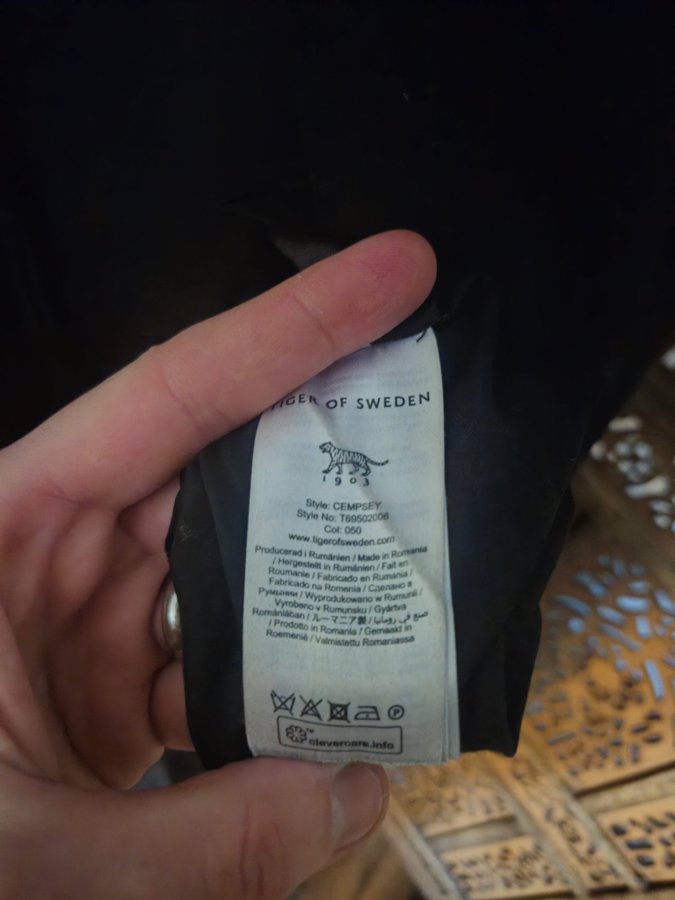 TIGER OF SWEDEN
1903
Style: CEMPSEY
Style No: T69502006
Col: 050
www.tigerofsweden.com
Producerad i Rumänien / Made in Romania
/ Hergestellt in Rumänien / Fait en
Roumanie / Fabricado en Rumania /
Fabricado na Romenia / Сделано в
Румынии / Wyprodukowano w Rumunii /
Vyrobeno v Rumunsku / Gyártva
Romániában / ルーマニア製 / صنع في رومانيا
/ Prodotto in Romania / Gemaakt in
Roemenië / Valmistettu Romaniassa
P
clevercare.info